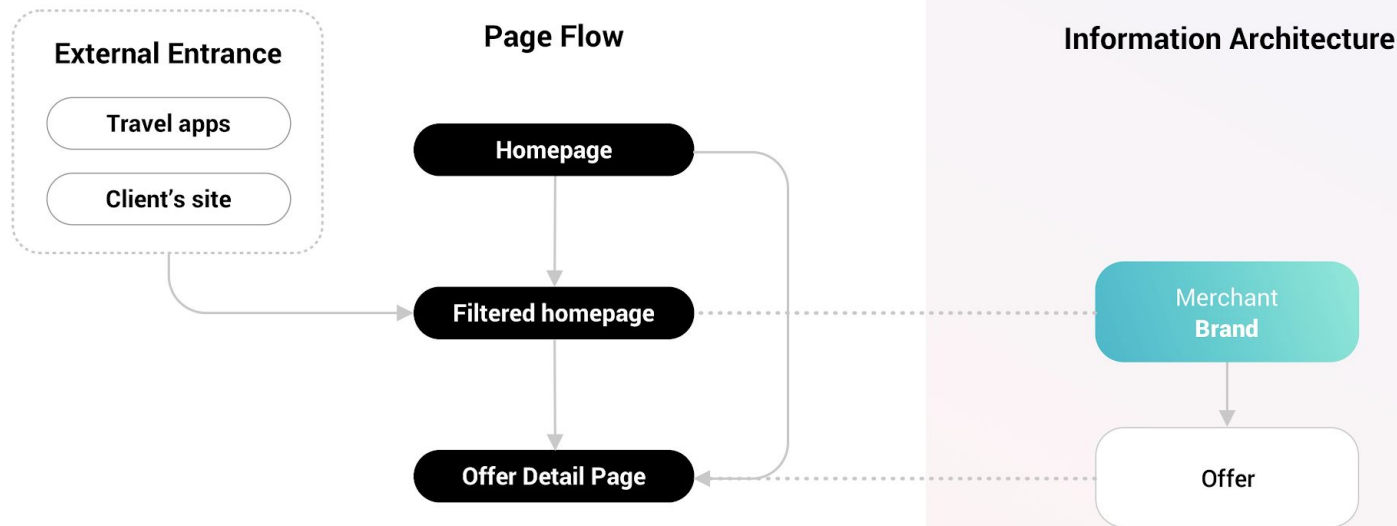 External Entrance
Travel apps
Client’s site
Page Flow
Homepage
Filtered homepage
Offer Detail Page
Information Architecture
Merchant
Brand
Offer